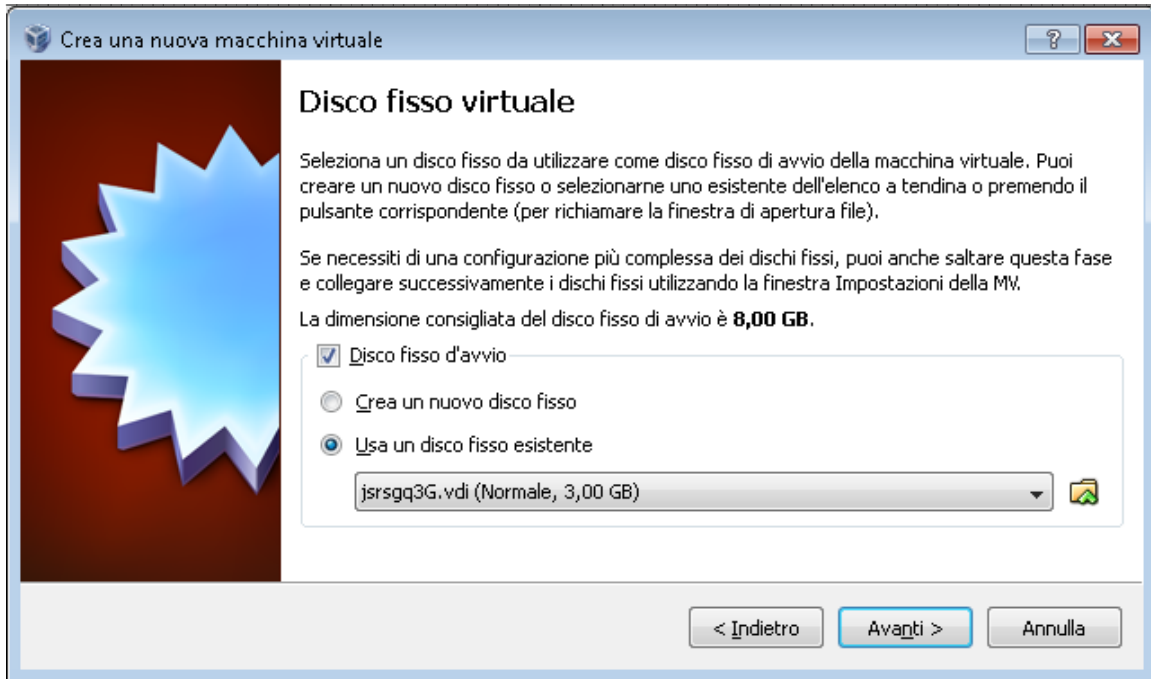 Crea una nuova macchina virtuale
Disco fisso virtuale
Seleziona un disco fisso da utilizzare come disco fisso di avvio della macchina virtuale. Puoi
creare un nuovo disco fisso o selezionarne uno esistente dell'elenco a tendina o premendo il
pulsante corrispondente (per richiamare la finestra di apertura file).
Se necessiti di una configurazione più complessa dei dischi fissi, puoi anche saltare questa fase
e collegare successivamente i dischi fissi utilizzando la finestra Impostazioni della MV.
La dimensione consigliata del disco fisso di avvio è 8,00 GB.
Disco fisso d'avvio
Crea un nuovo disco fisso
Usa un disco fisso esistente
jsrsgq3G.vdi (Normale, 3,00 GB)
< Indietro
Avanti >
Annulla